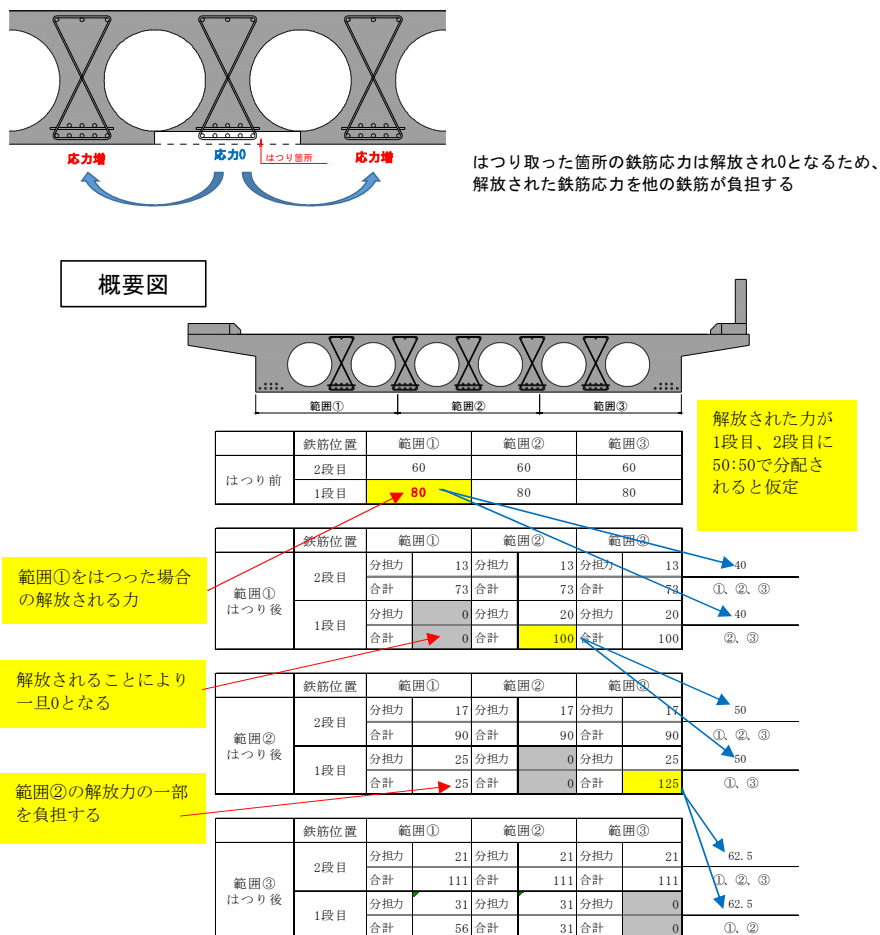 応力増
応力0
はつり箇所
応力増
はつり取った箇所の鉄筋応力は解放され0となるため、
解放された鉄筋応力を他の鉄筋が負担する
概要図
範囲① 範囲② 範囲③
解放された力が
1段目、2段目に
50:50で分配さ
れると仮定
鉄筋位置 範囲① 範囲② 範囲③
はつり前
2段目 60 60 60
1段目 80 80 80
範囲①をはつった場合
の解放される力
鉄筋位置 範囲① 範囲② 範囲③
範囲①
はつり後
2段目
分担力 13 分担力 13 分担力 13 40
合計 73 合計 73 合計 73 ①、②、③
1段目
分担力 0 分担力 20 分担力 20 40
合計 0 合計 100 合計 100 ②、③
解放されることにより
一旦0となる
鉄筋位置 範囲① 範囲② 範囲③
範囲②
はつり後
2段目
分担力 17 分担力 17 分担力 17 50
合計 90 合計 90 合計 90 ①、②、③
1段目
分担力 25 分担力 0 分担力 25 50
合計 25 合計 0 合計 125 ①、③
範囲②の解放力の一部
を負担する
鉄筋位置 範囲① 範囲② 範囲③
範囲③
はつり後
2段目
分担力 21 分担力 21 分担力 21 62.5
合計 111 合計 111 合計 111 ①、②、③
1段目
分担力 31 分担力 31 分担力 0 62.5
合計 56 合計 31 合計 0 ①、②